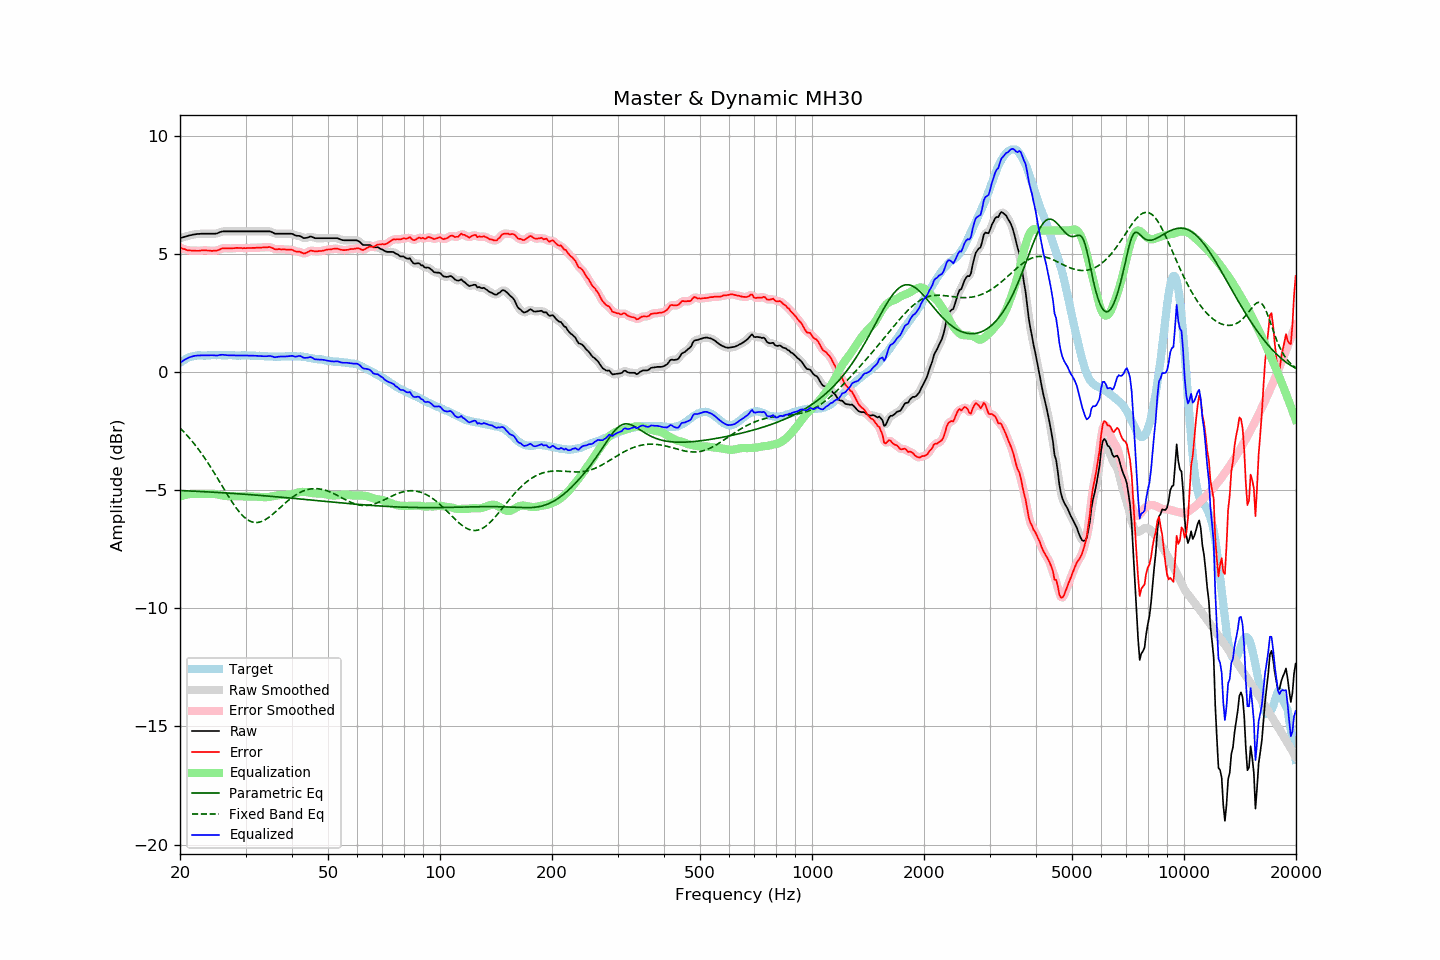 Master & Dynamic MH30
Amplitude (dBr)
10
5
0
−5
−10
−15
−20
Target
Raw Smoothed
Error Smoothed
Raw
Error
Equalization
Parametric Eq
Fixed Band Eq
Equalized
20 50 100 200 500 1000 2000 5000 10000 20000
Frequency (Hz)